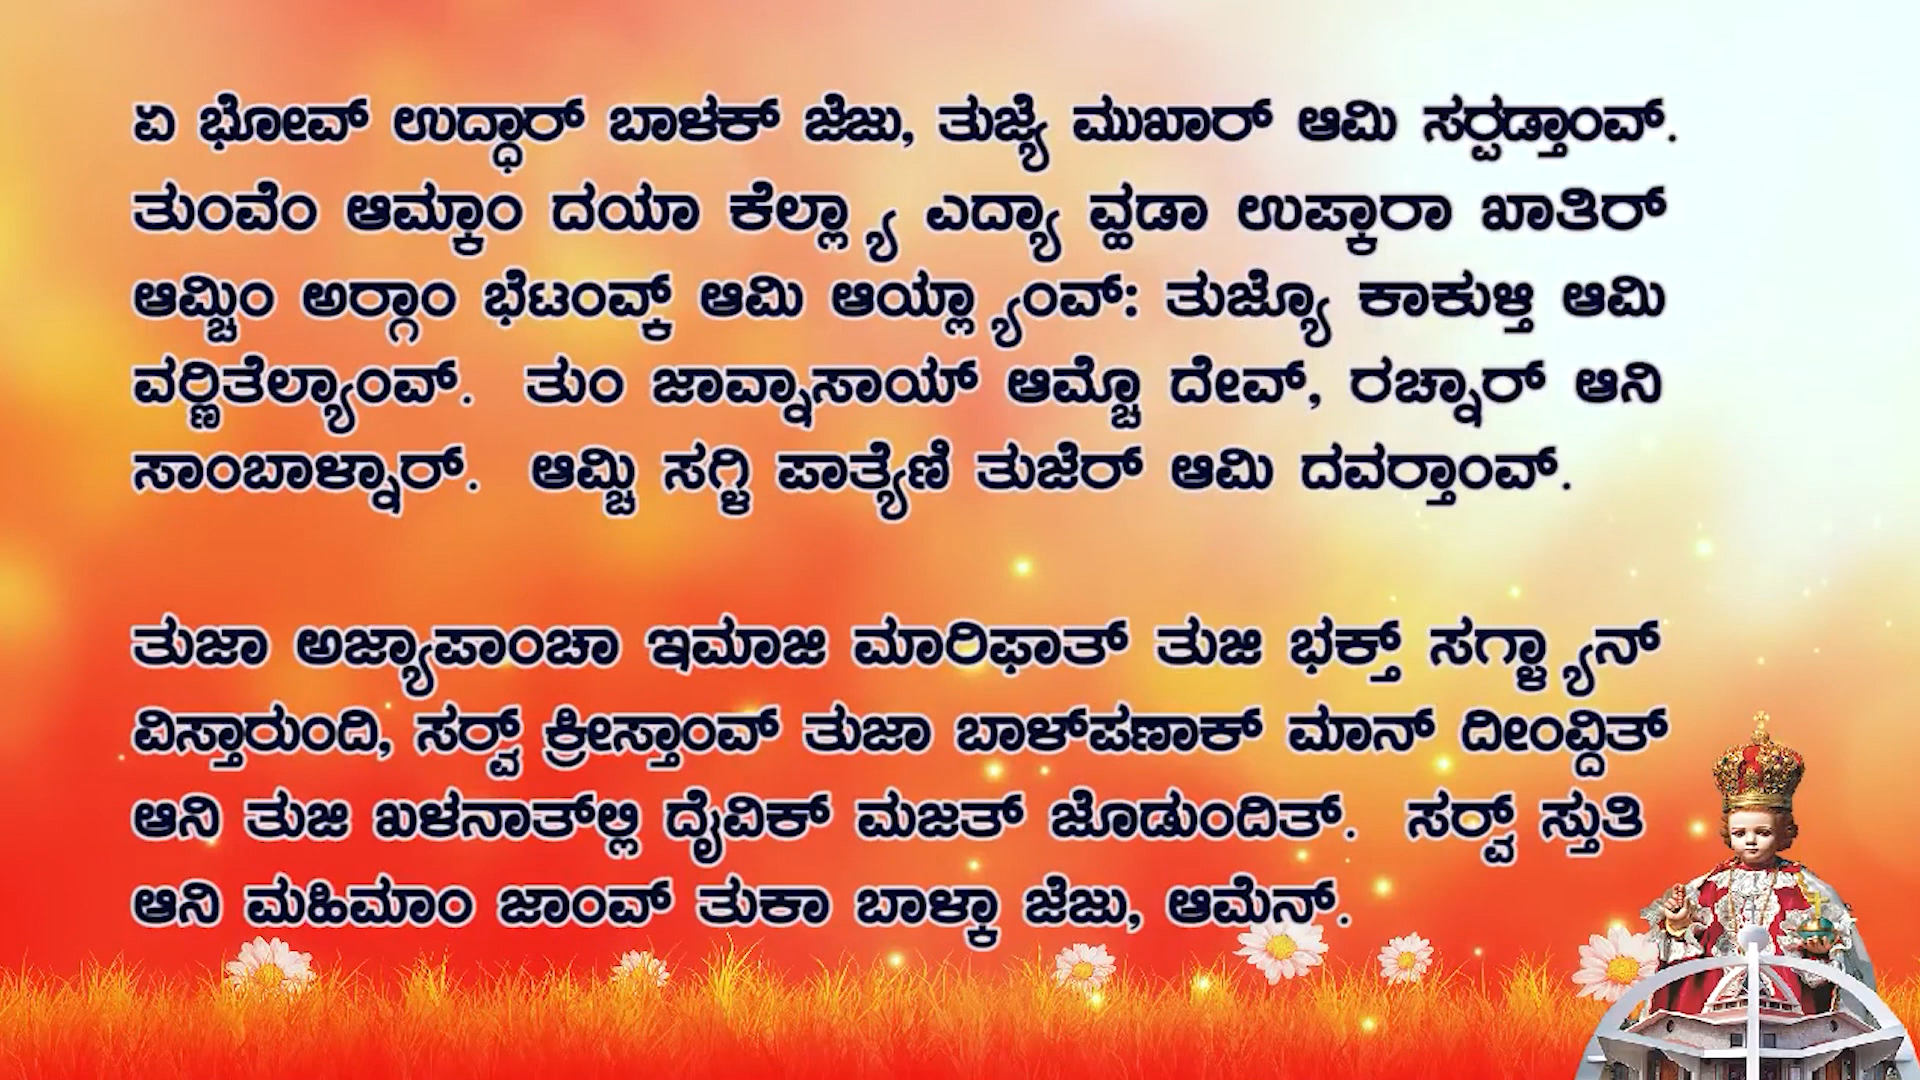 ಏ ಭೋವ್ ಉದ್ಧಾರ್ ಬಾಳಕ್ ಜೆಜು, ತುಜ್ಯೆ ಮುಖಾರ್ ಆಮಿ ಸರ‍್ಪಡ್ತಾಂವ್.
ತುಂವೆಂ ಆಮ್ಕಾಂ ದಯಾ ಕೆಲ್ಲ್ಯಾ ಎದ್ಯಾ ವ್ಹಡಾ ಉಪ್ಕಾರಾ ಖಾತಿರ್
ಆಮ್ಚಿಂ ಅರ‍್ಗಾಂ ಭೆಟಂವ್ಕ್ ಆಮಿ ಆಯ್ಲ್ಯಾಂವ್: ತುಜ್ಯೊ ಕಾಕುಳ್ತಿ ಆಮಿ
ವರ‍್ಣಿತೆಲ್ಯಾಂವ್. ತುಂ ಜಾವ್ನಾಸಾಯ್ ಆಮ್ಚೊ ದೇವ್, ರಚ್ನಾರ್ ಆನಿ
ಸಾಂಬಾಳ್ನಾರ್. ಆಮ್ಚಿ ಸಗ್ಳಿ ಪಾತ್ಯೆಣಿ ತುಜೆರ್ ಆಮಿ ದವರ‍್ತಾಂವ್.
ತುಜಾ ಅಜ್ಯಾಪಾಂಚಾ ಇಮಾಜಿ ಮಾರಿಫಾತ್ ತುಜಿ ಭಕ್ತ್ ಸಗ್ಳ್ಯಾನ್
ವಿಸ್ತಾರುಂದಿ, ಸರ‍್ವ್ ಕ್ರೀಸ್ತಾಂವ್ ತುಜಾ ಬಾಳ್‌ಪಣಾಕ್ ಮಾನ್ ದೀಂವ್ದಿತ್
ಆನಿ ತುಜಿ ಖಳನಾತ್‌ಲ್ಲಿ ದೈವಿಕ್ ಮಜತ್ ಜೊಡುಂದಿತ್. ಸರ‍್ವ್ ಸ್ತುತಿ
ಆನಿ ಮಹಿಮಾಂ ಜಾಂವ್ ತುಕಾ ಬಾಳ್ಕಾ ಜೆಜು, ಆಮೆನ್.